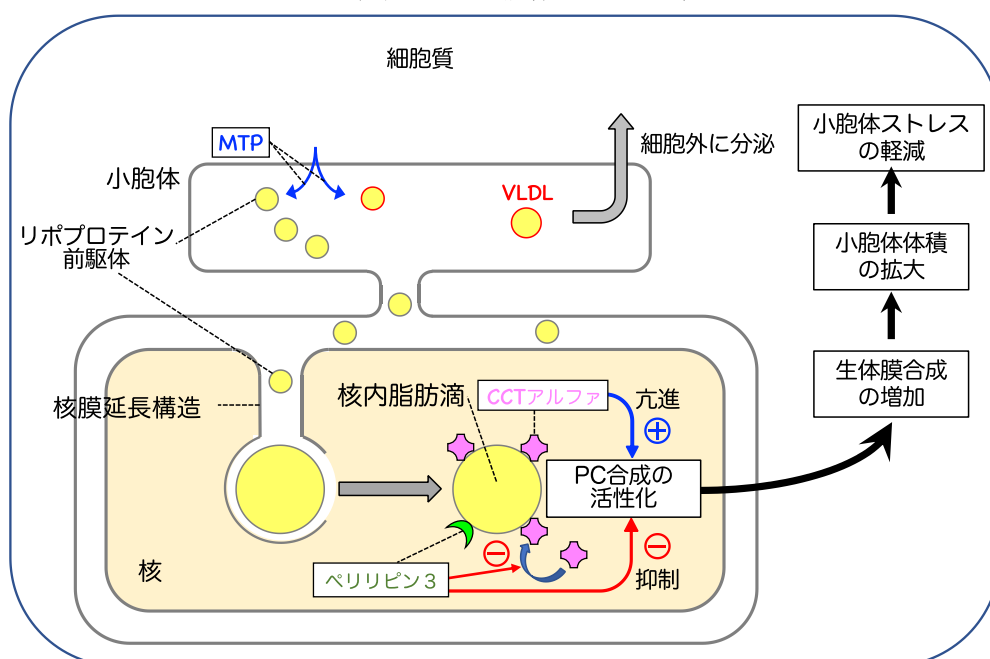 細胞質
MTP
小胞体
リポプロテイン
前駆体
VLDL
細胞外に分泌
小胞体ストレス
の軽減
小胞体体積
の拡大
生体膜合成
の増加
核膜延長構造
核内脂肪滴
CCTアルファ
亢進
PC合成の
活性化
核
ペリリピン3
抑制